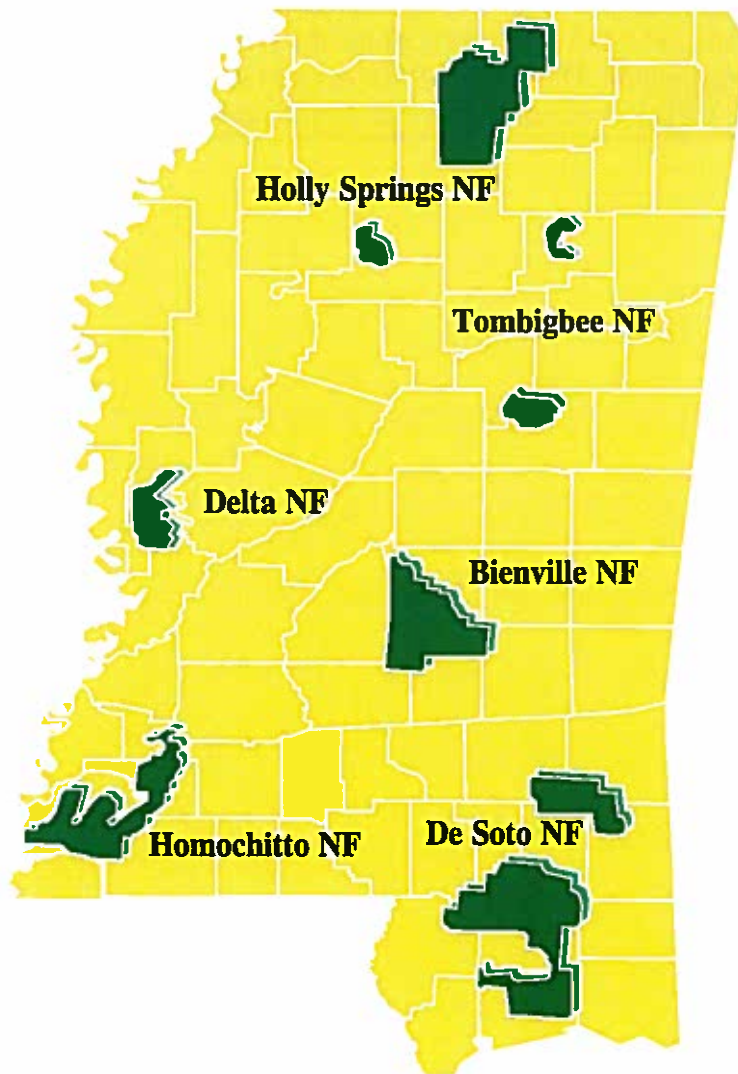 Holly Springs NF
Tombigbee NF
Delta NF
Bienville NF
De Soto NF
Homochitto NF